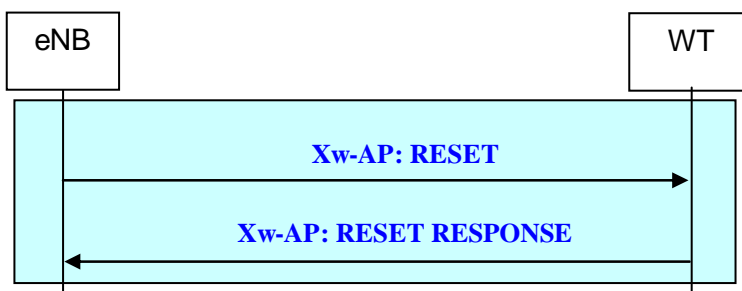 eNB
WT
Xw-AP: RESET
Xw-AP: RESET RESPONSE